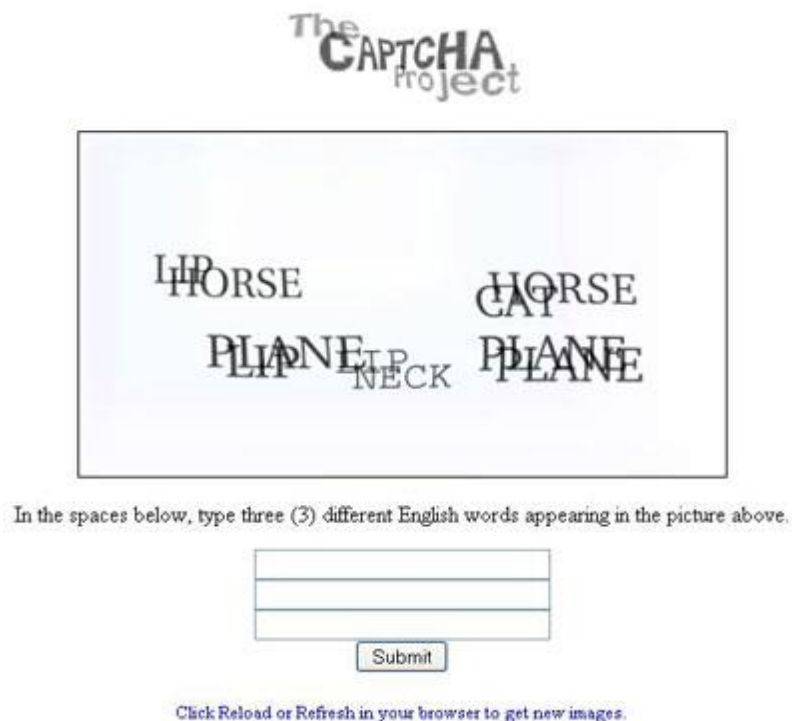 The
CAPTCHA
Project
LIP HORSE
HORSE
CAT
PLANE LIP
LIP NECK
PLANE PLANE
In the spaces below, type three (3) different English words appearing in the picture above.
Submit
Click Reload or Refresh in your browser to get new images.